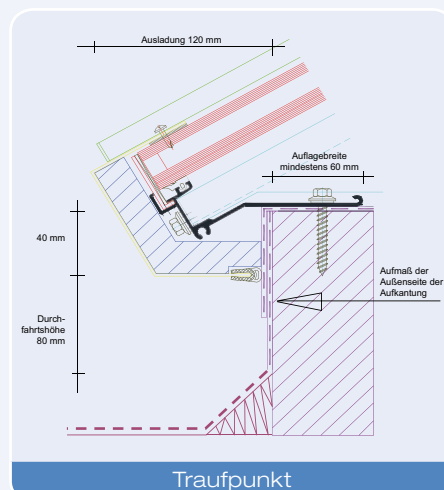 Ausladung 120 mm
Auflagebreite
mindestens 60 mm
40 mm
Aufmaß der
Außenseite der
Aufkantung
Durch-
fahrtshöhe
80 mm
Traufpunkt